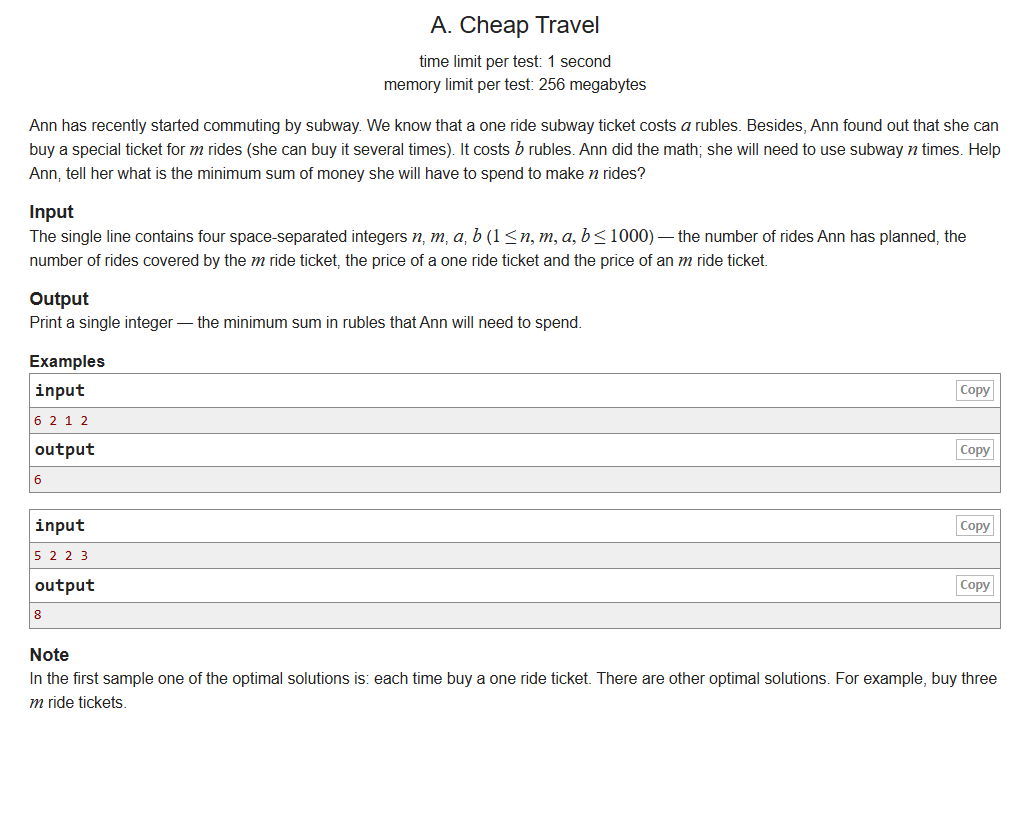 A. Cheap Travel
time limit per test: 1 second
memory limit per test: 256 megabytes
Ann has recently started commuting by subway. We know that a one ride subway ticket costs a rubles. Besides, Ann found out that she can
buy a special ticket for m rides (she can buy it several times). It costs b rubles. Ann did the math; she will need to use subway n times. Help
Ann, tell her what is the minimum sum of money she will have to spend to make n rides?
Input
The single line contains four space-separated integers n, m, a, b (1 ≤ n, m, a, b ≤ 1000) — the number of rides Ann has planned, the
number of rides covered by the m ride ticket, the price of a one ride ticket and the price of an m ride ticket.
Output
Print a single integer — the minimum sum in rubles that Ann will need to spend.
Examples
input Copy
6 2 1 2
output Copy
6
input Copy
5 2 2 3
output Copy
8
Note
In the first sample one of the optimal solutions is: each time buy a one ride ticket. There are other optimal solutions. For example, buy three
m ride tickets.